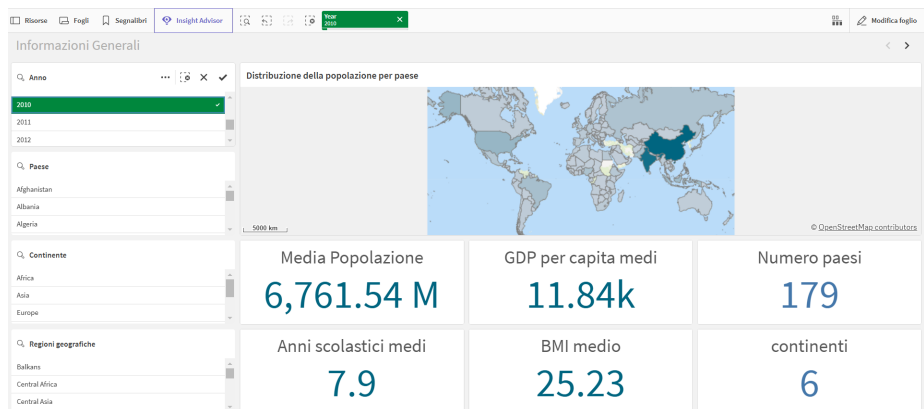 Risorse Fogli Segnalibri Insight Advisor Year 2010 Modifica foglio
Informazioni Generali
Anno
2010
2011
2012
Paese
Afghanistan
Albania
Algeria
Continente
Africa
Asia
Europe
Regioni geografiche
Balkans
Central Africa
Central Asia
Distribuzione della popolazione per paese
5000 km
© OpenStreetMap contributors
Media Popolazione
6,761.54 M
GDP per capita medi
11.84k
Numero paesi
179
Anni scolastici medi
7.9
BMI medio
25.23
continenti
6